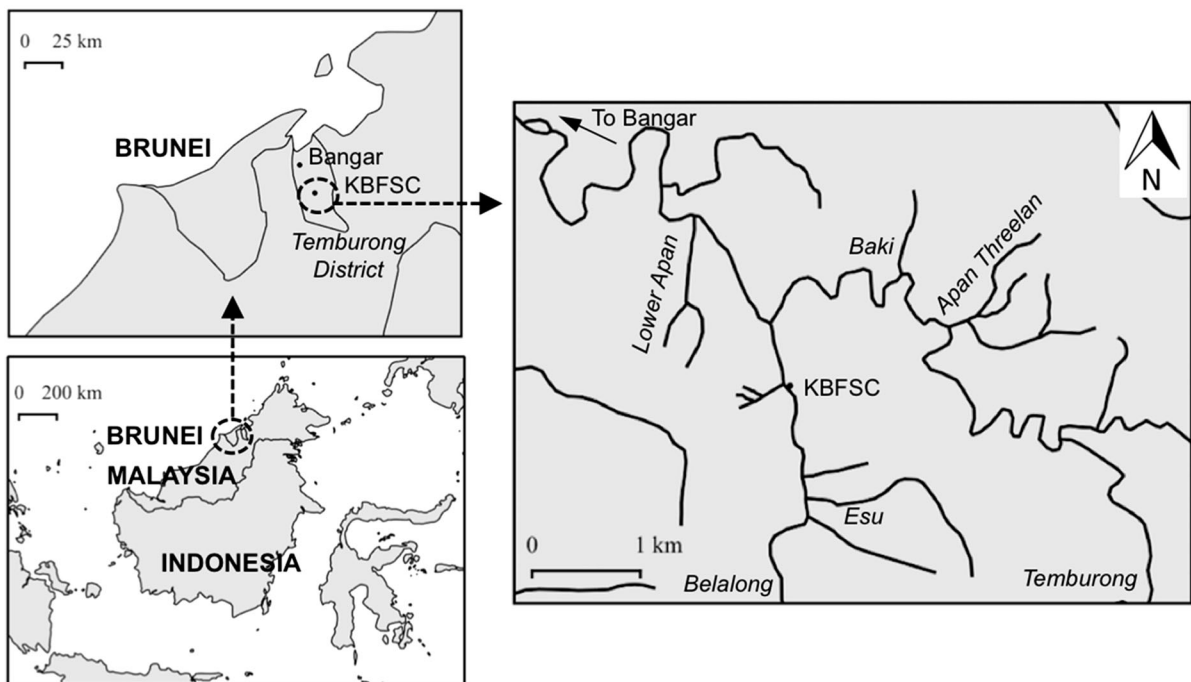 0 25 km
BRUNEI
Bangar
KBFSC
Temburong
District
0 200 km
BRUNEI
MALAYSIA
INDONESIA
To Bangar
N
Lower Apan
Baki
Apan Threelan
KBFSC
Esu
0 1 km
Belalong
Temburong